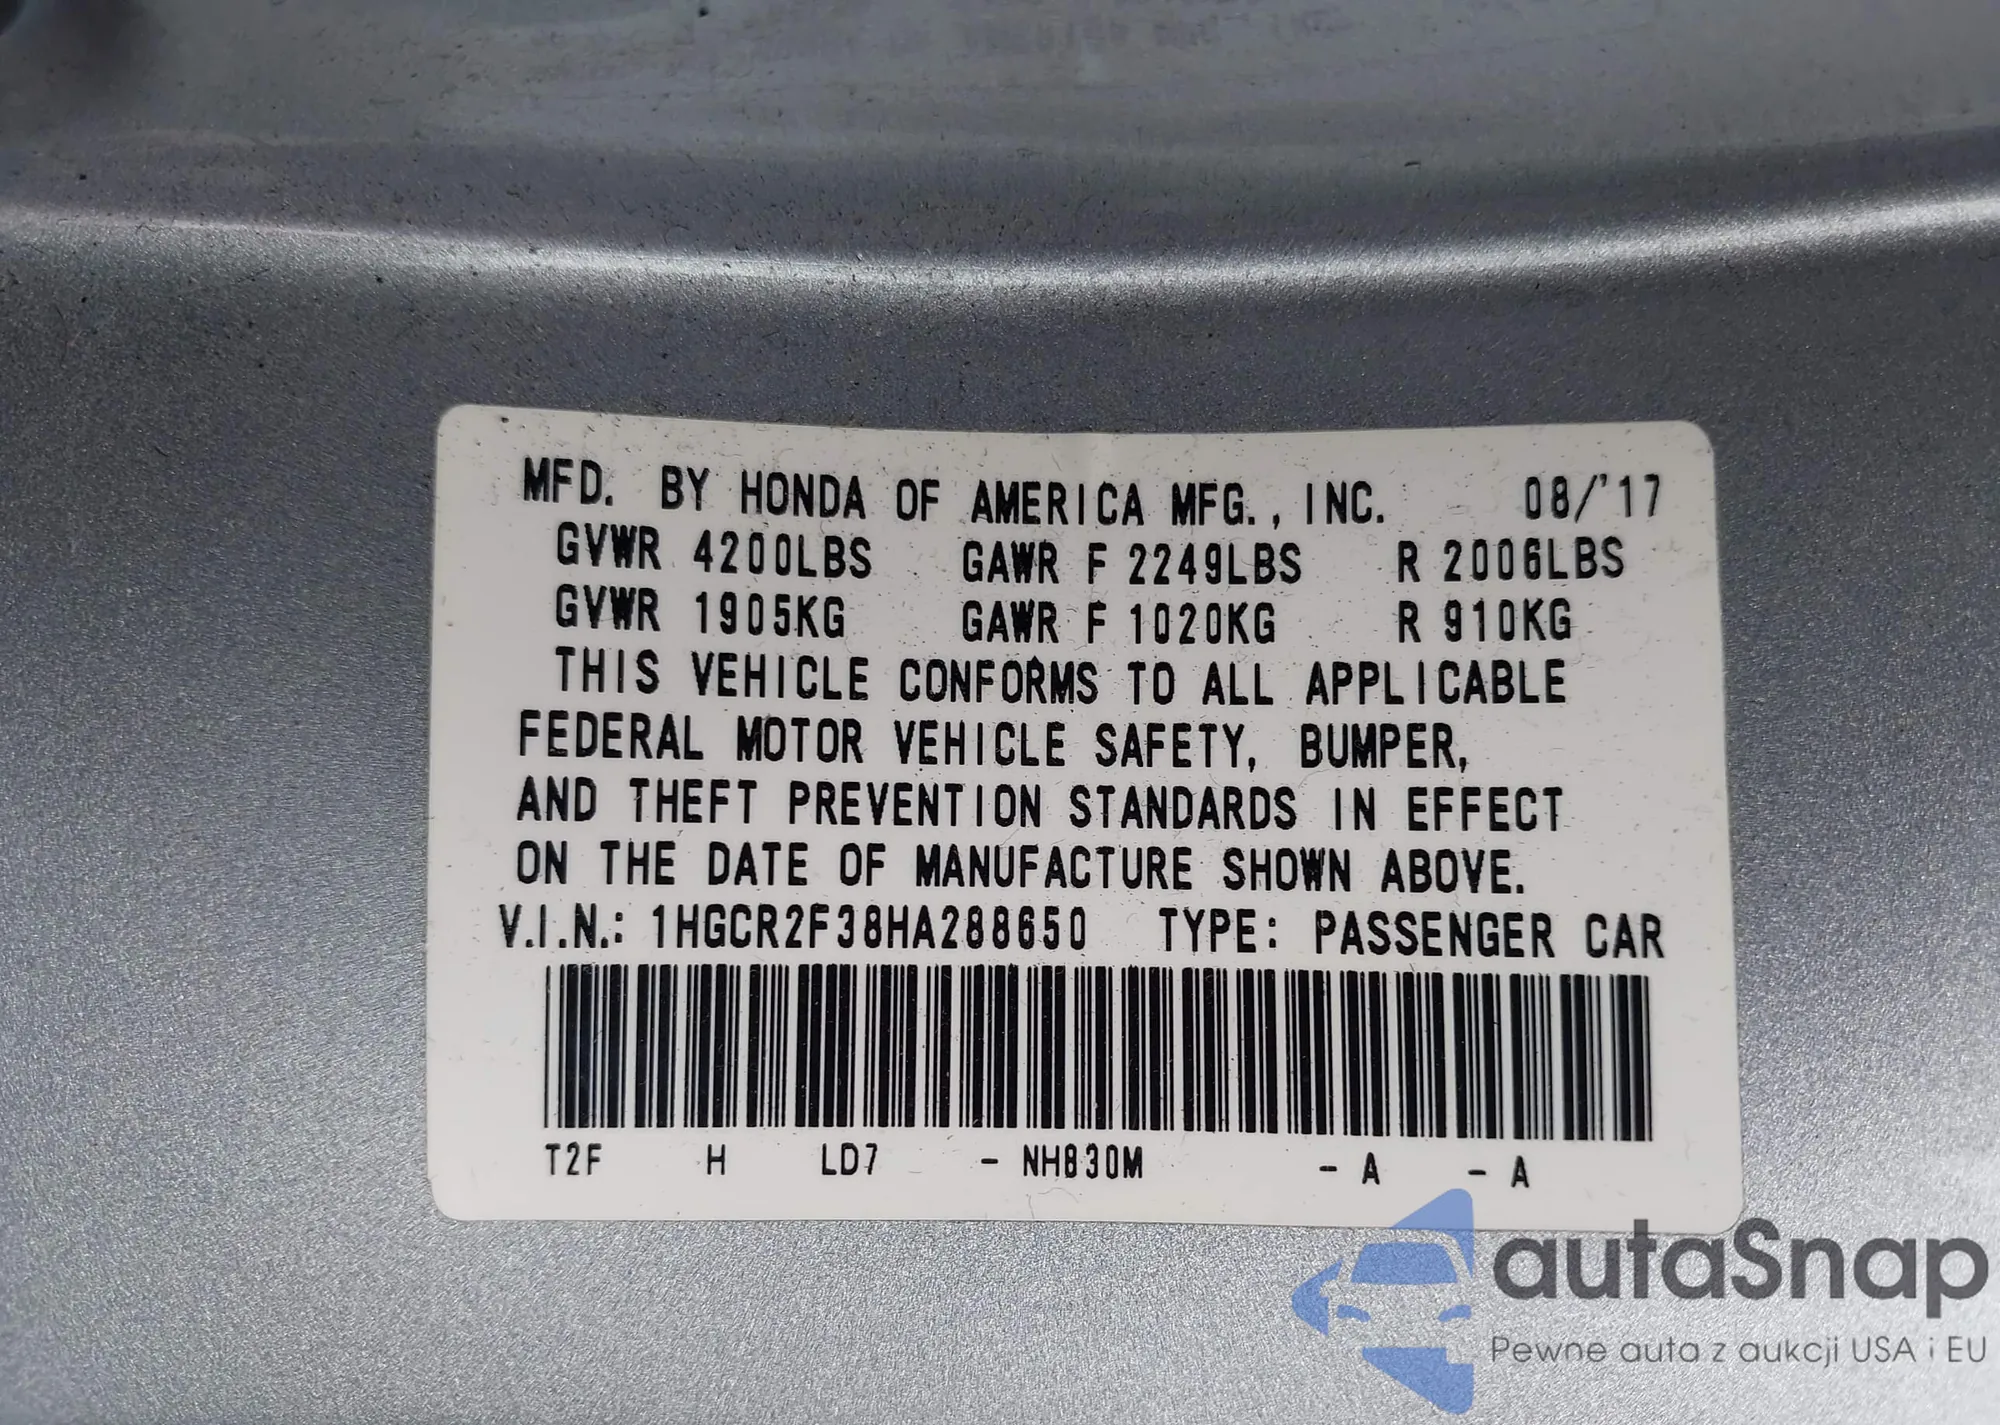 MFD. BY HONDA OF AMERICA MFG., INC. 08/'17
GVWR 4200LBS GAWR F 2249LBS R 2006LBS
GVWR 1905KG GAWR F 1020KG R 910KG
THIS VEHICLE CONFORMS TO ALL APPLICABLE
FEDERAL MOTOR VEHICLE SAFETY, BUMPER,
AND THEFT PREVENTION STANDARDS IN EFFECT
ON THE DATE OF MANUFACTURE SHOWN ABOVE.
V.I.N.: 1HGCR2F38HA288650 TYPE: PASSENGER CAR
T2F H LD7 - NH830M - A - A
autaSnap
Pewne auta z aukcji USA i EU